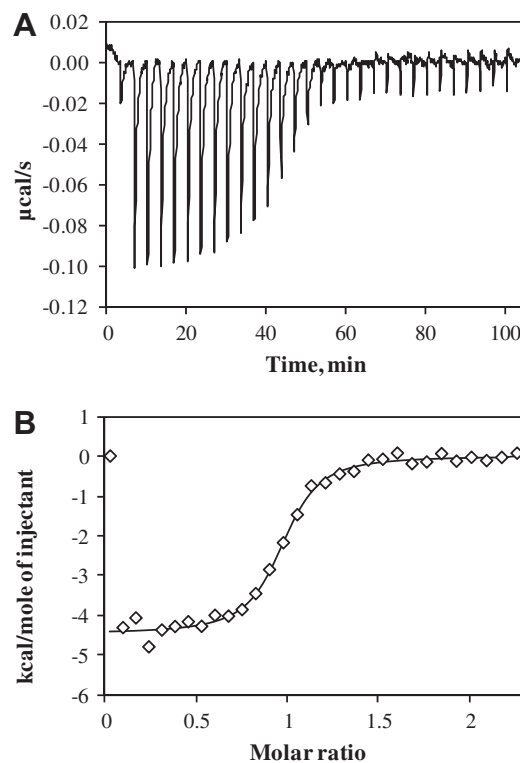 A
0.02
0.00
-0.02
-0.04
-0.06
-0.08
-0.10
-0.12
µcal/s
0 20 40 60 80 100
Time, min
B
1
0
-1
-2
-3
-4
-5
-6
kcal/mole of injectant
0 0.5 1 1.5 2
Molar ratio